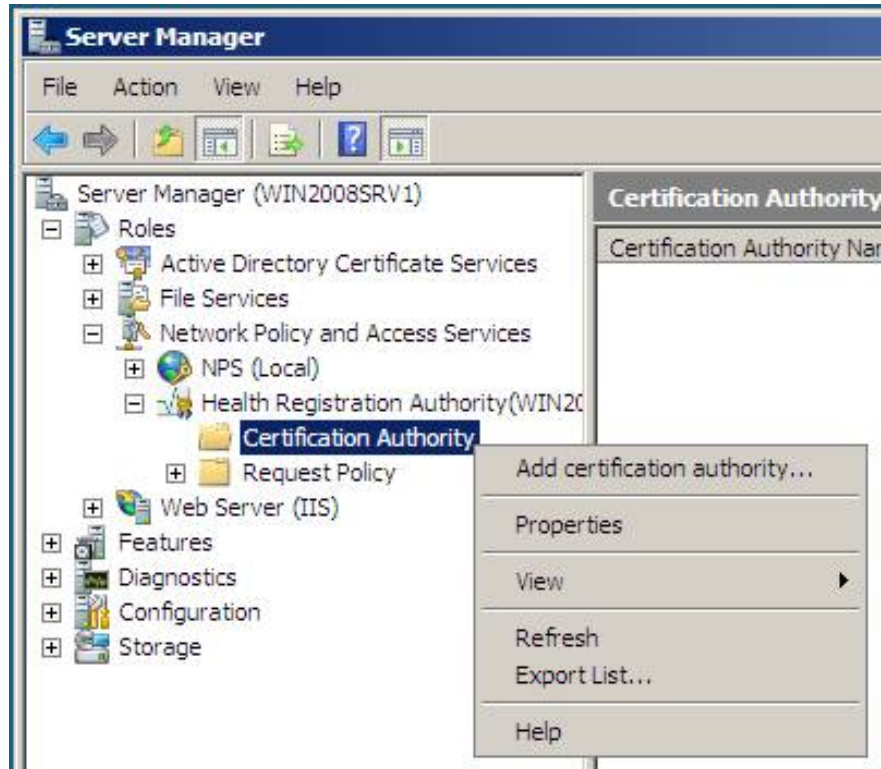 Server Manager
File Action View Help
Server Manager (WIN2008SRV1)
Roles
Active Directory Certificate Services
File Services
Network Policy and Access Services
NPS (Local)
Health Registration Authority(WIN20
Certification Authority
Request Policy
Web Server (IIS)
Features
Diagnostics
Configuration
Storage
Certification Authority
Certification Authority Nar
Add certification authority...
Properties
View
Refresh
Export List...
Help